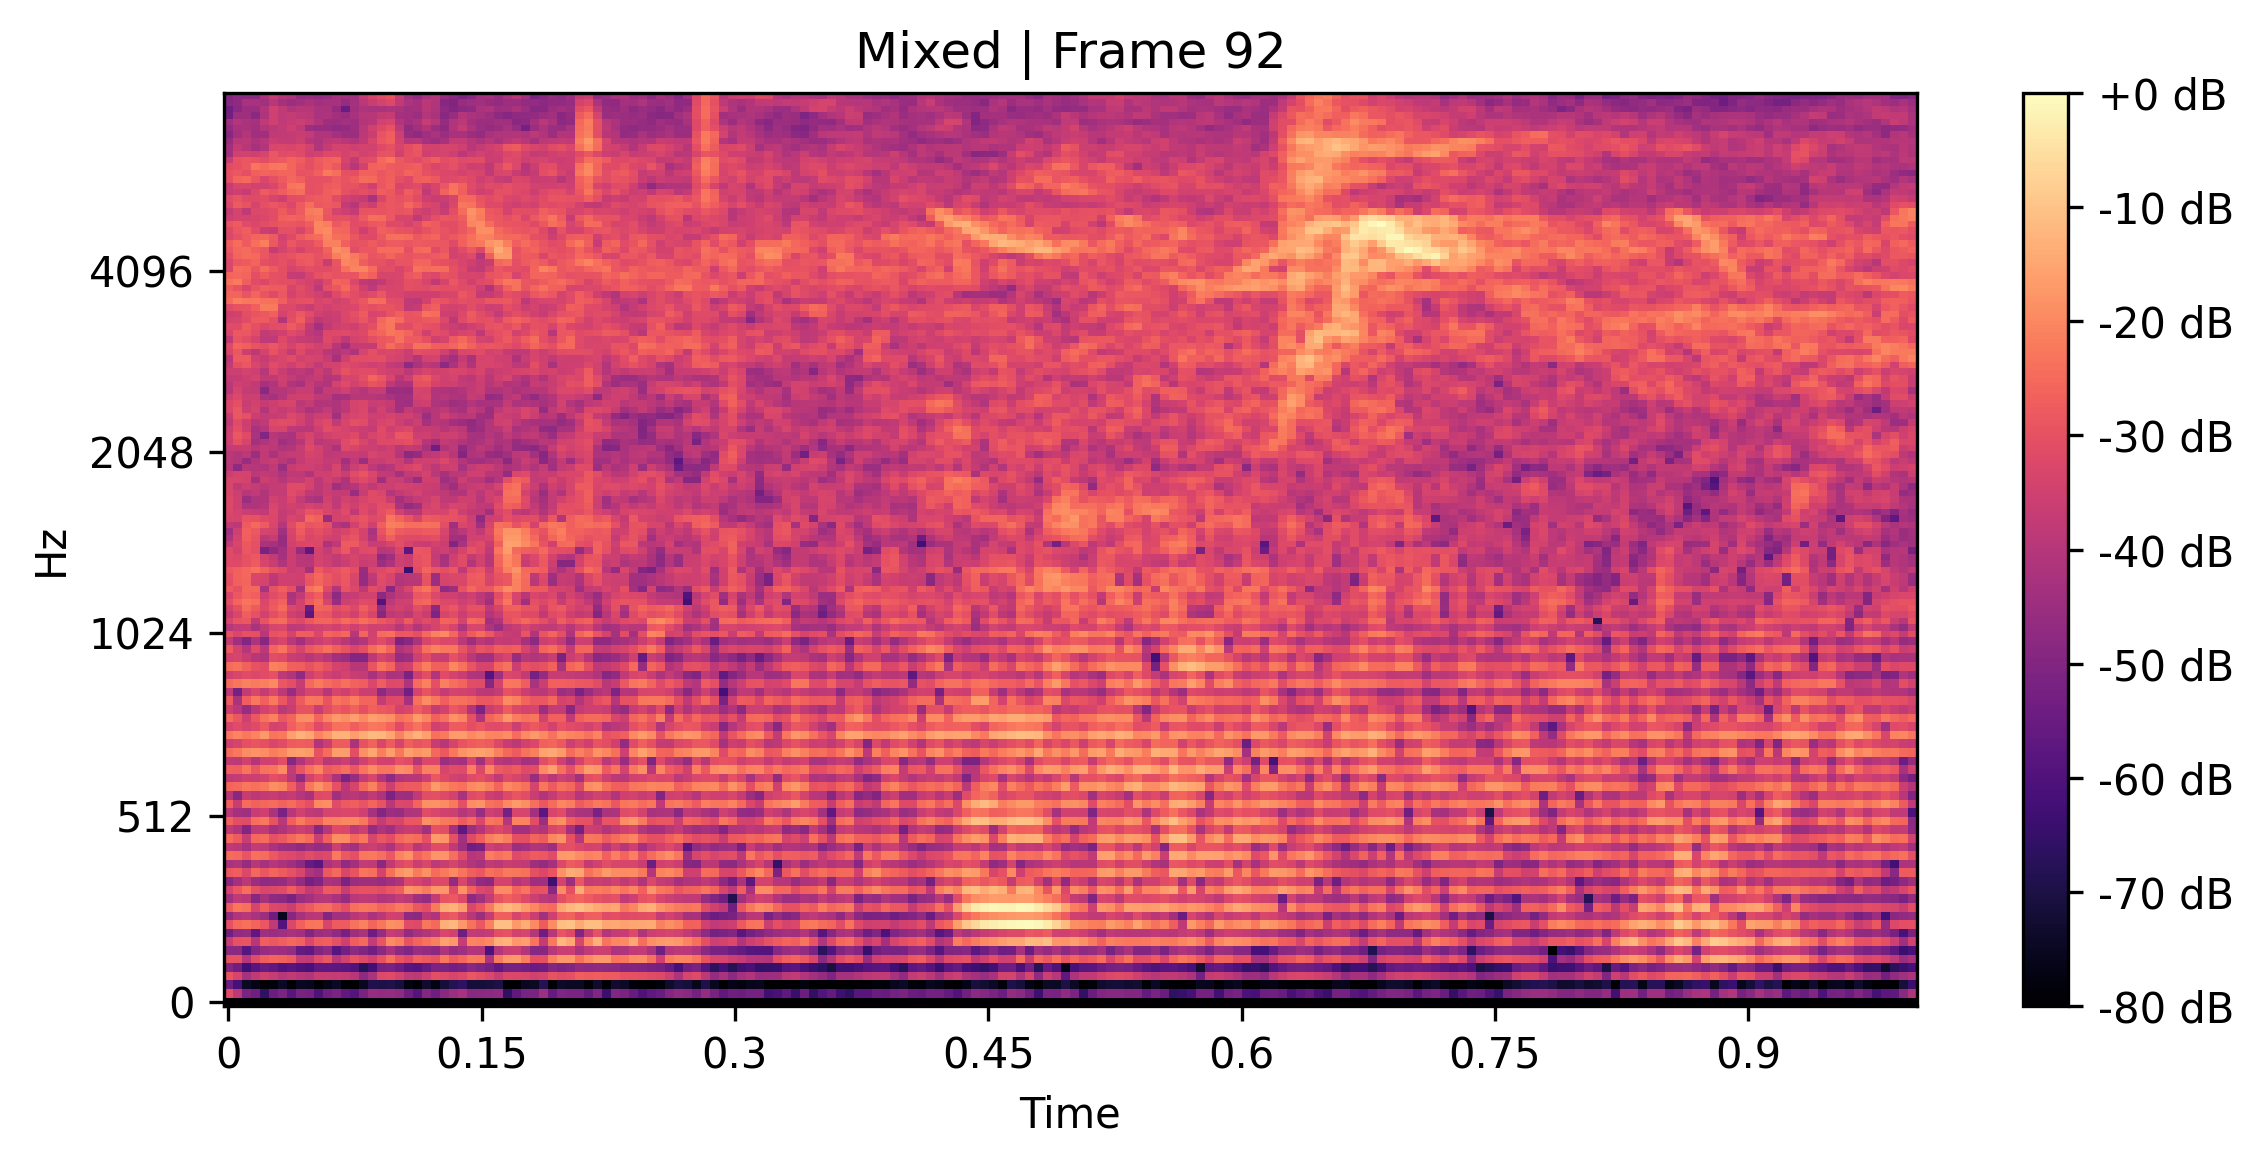 Mixed | Frame 92
+0 dB
-10 dB
-20 dB
-30 dB
-40 dB
-50 dB
-60 dB
-70 dB
-80 dB
Hz
4096
2048
1024
512
0
0 0.15 0.3 0.45 0.6 0.75 0.9
Time